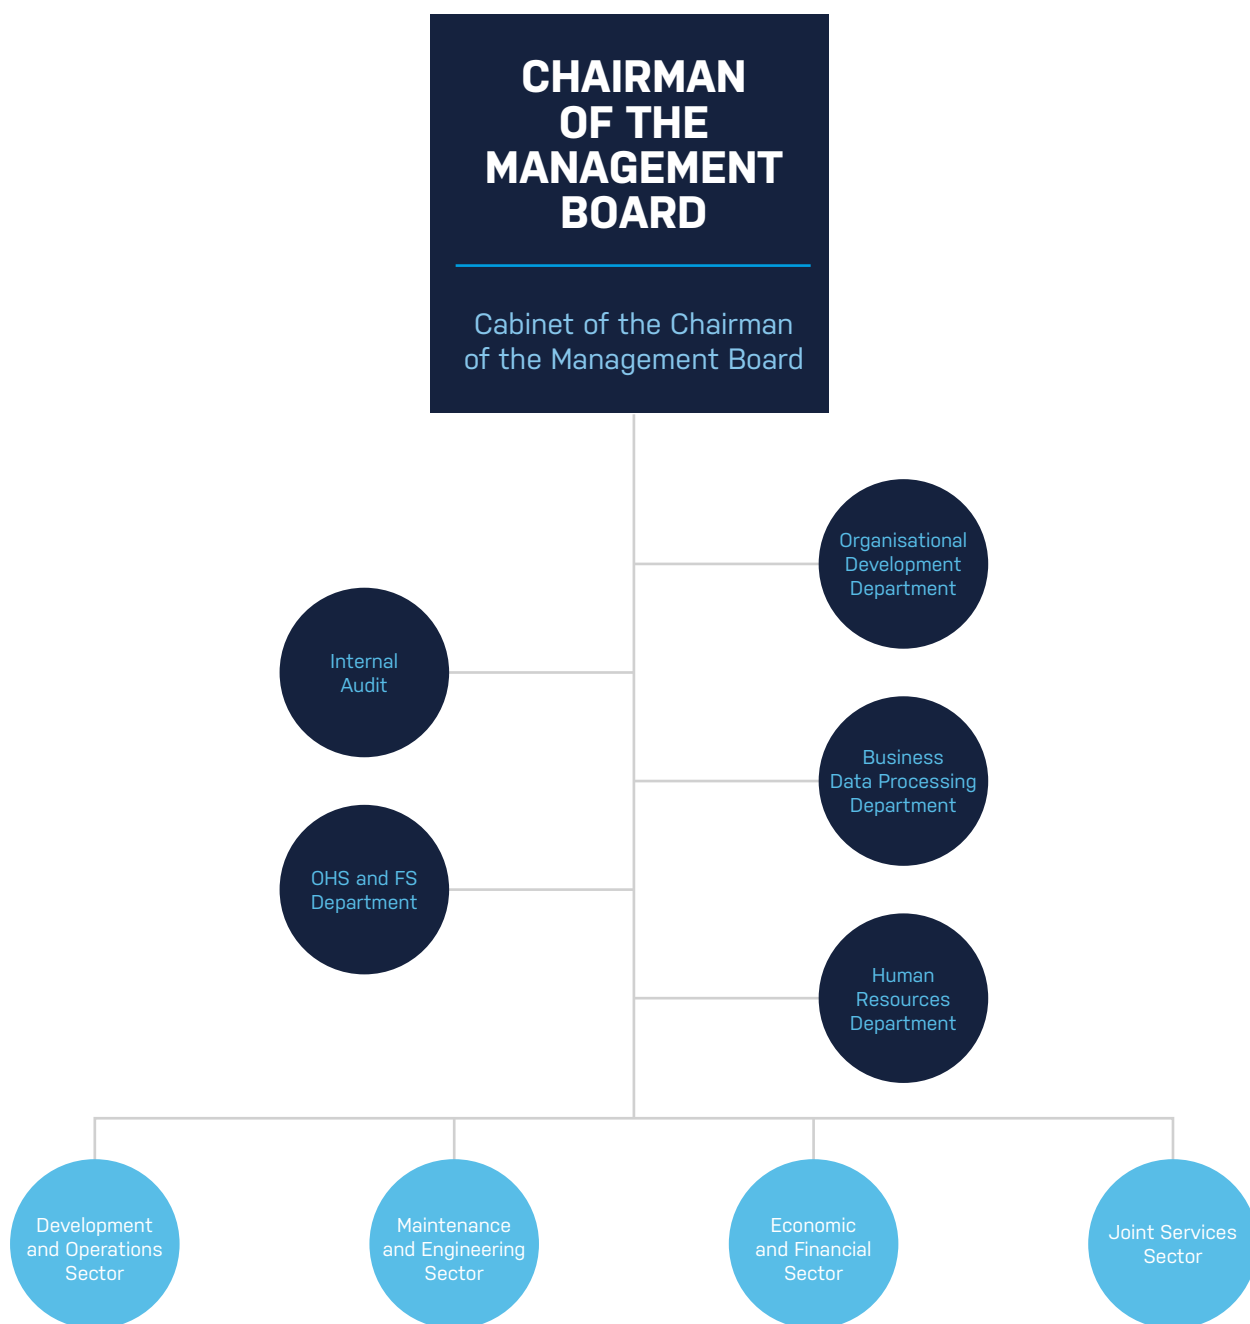 CHAIRMAN
OF THE
MANAGEMENT
BOARD
Cabinet of the Chairman
of the Management Board
Organisational
Development
Department
Internal
Audit
Business
Data Processing
Department
OHS and FS
Department
Human
Resources
Department
Development
and Operations
Sector
Maintenance
and Engineering
Sector
Economic
and Financial
Sector
Joint Services
Sector